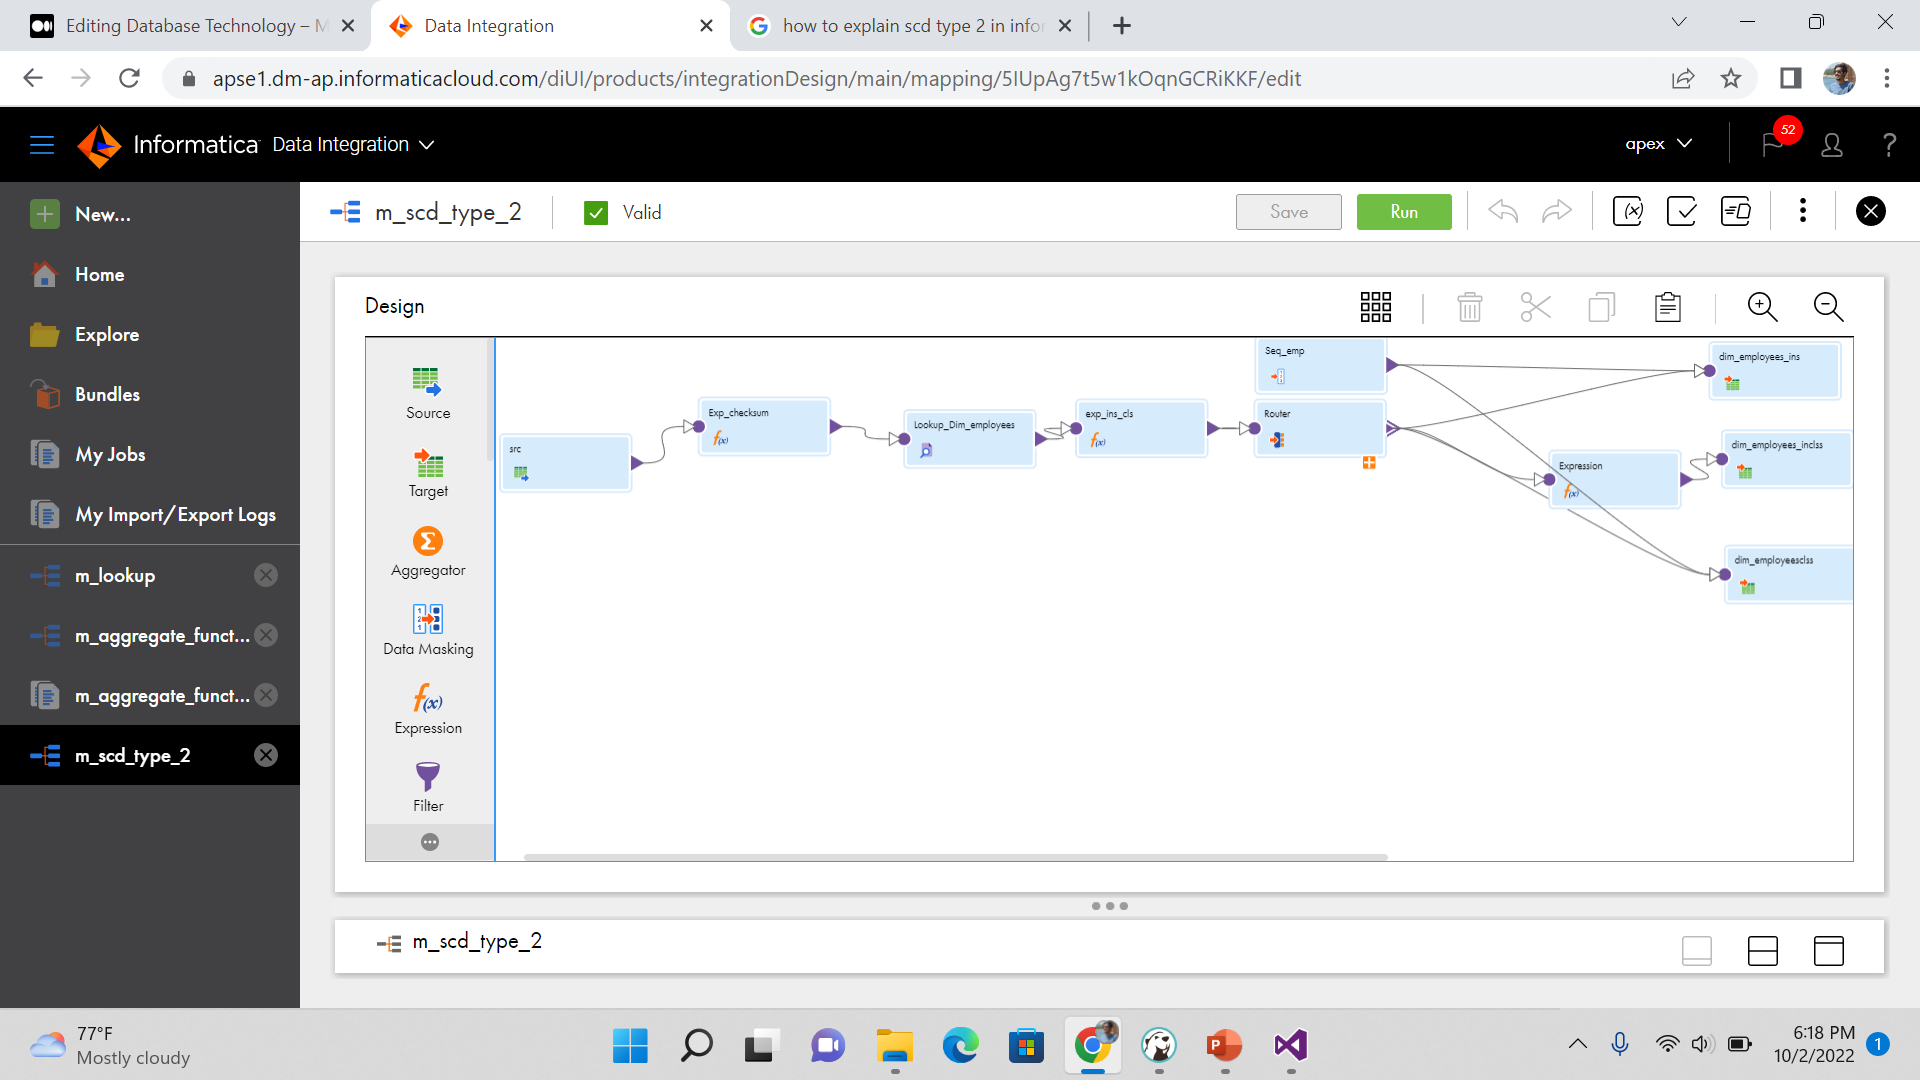 Editing Database Technology – M
Data Integration
how to explain scd type 2 in infor
apse1.dm-ap.informaticacloud.com/diUI/products/integrationDesign/main/mapping/5IUpAg7t5w1kOqnGCRiKKF/edit
Informatica Data Integration
apex
52
New...
Home
Explore
Bundles
My Jobs
My Import/Export Logs
m_lookup
m_aggregate_funct...
m_aggregate_funct...
m_scd_type_2
m_scd_type_2
Valid
Save
Run
Design
Source
Target
Aggregator
Data Masking
Expression
Filter
src
Exp_checksum
Lookup_Dim_employees
exp_ins_cls
Seq_emp
Router
Expression
dim_employees_ins
dim_employees_inclss
dim_employeesclss
m_scd_type_2
77°F
Mostly cloudy
6:18 PM
10/2/2022
1